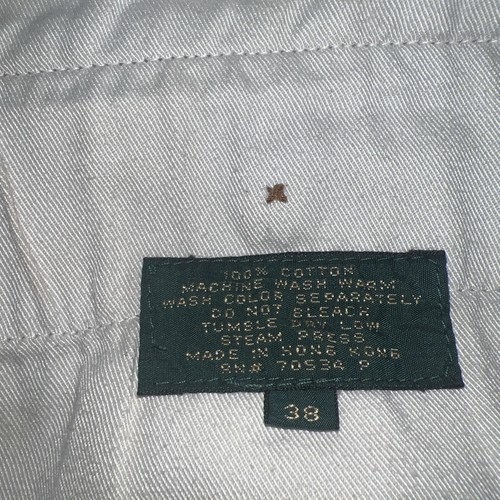 100% COTTON
MACHINE WASH WARM
WASH COLOR SEPARATELY
DO NOT BLEACH
TUMBLE DRY LOW
STEAM PRESS
MADE IN HONG KONG
RN# 70534 P
38